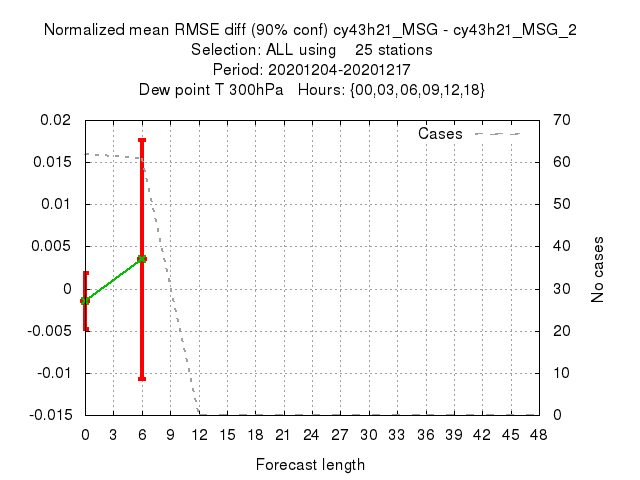 Normalized mean RMSE diff (90% conf) cy43h21_MSG - cy43h21_MSG_2
Selection: ALL using    25 stations
Period: 20201204-20201217
Dew point T 300hPa   Hours: {00,03,06,09,12,18}
0.02
0.015
0.01
0.005
0
-0.005
-0.01
-0.015
Cases
70
60
50
40
30
20
10
0
No cases
0 3 6 9 12 15 18 21 24 27 30 33 36 39 42 45 48
Forecast length